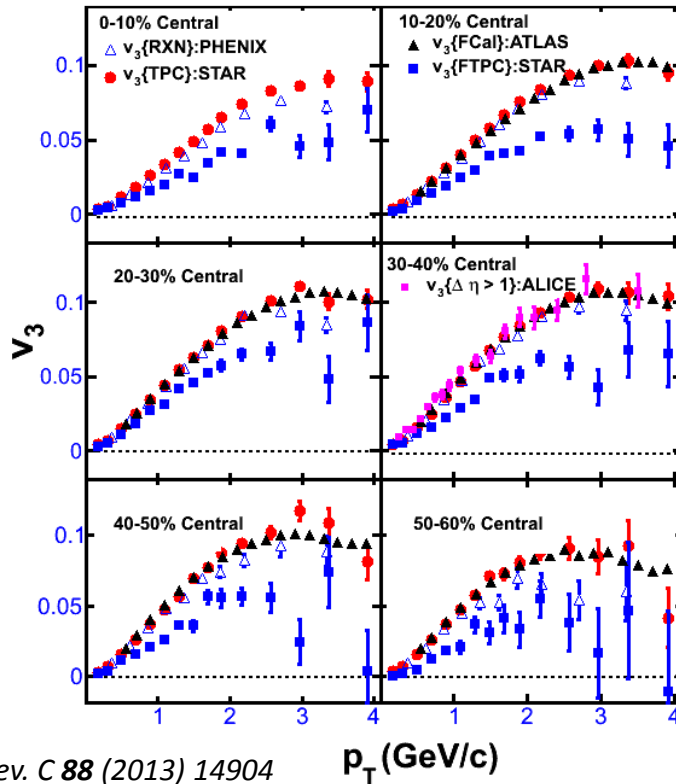 0-10% Central
v3{RXN}:PHENIX
v3{TPC}:STAR
10-20% Central
v3{FCal}:ATLAS
v3{FTPC}:STAR
0.1
0.05
0
20-30% Central
30-40% Central
v3{Δ η > 1}:ALICE
0.1
0.05
0
v3
40-50% Central
50-60% Central
0.1
0.05
0
1 2 3 4 1 2 3 4
pT (GeV/c)
ev. C 88 (2013) 14904